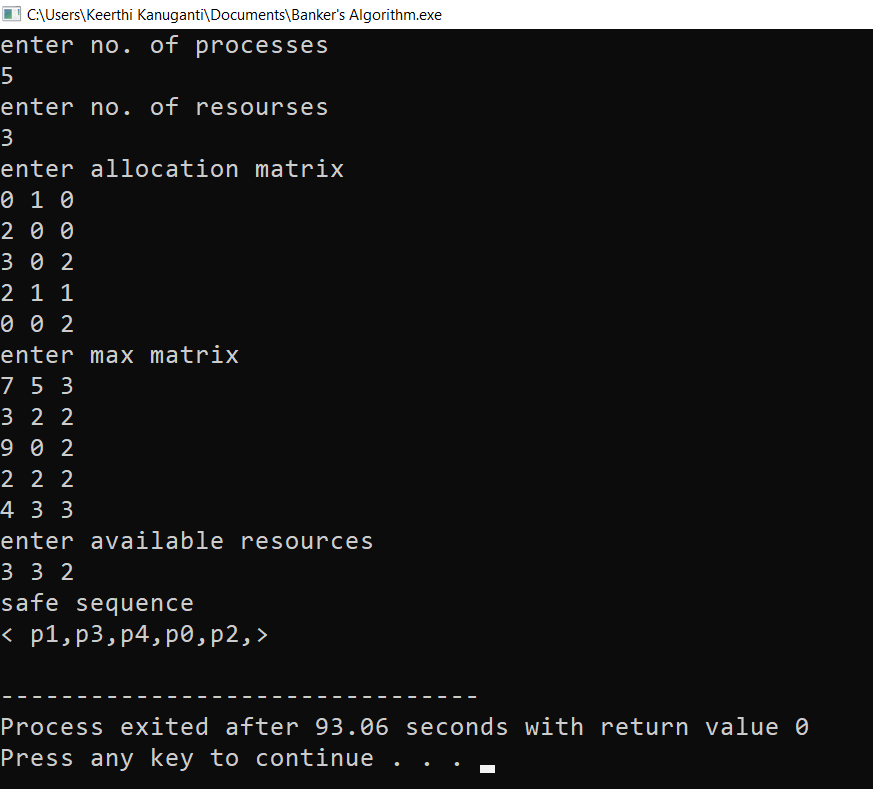 C:\Users\Keerthi Kanuganti\Documents\Banker's Algorithm.exe
enter no. of processes
5
enter no. of resourses
3
enter allocation matrix
0 1 0
2 0 0
3 0 2
2 1 1
0 0 2
enter max matrix
7 5 3
3 2 2
9 0 2
2 2 2
4 3 3
enter available resources
3 3 2
safe sequence
< p1,p3,p4,p0,p2,>
--------------------------------
Process exited after 93.06 seconds with return value 0
Press any key to continue . . .